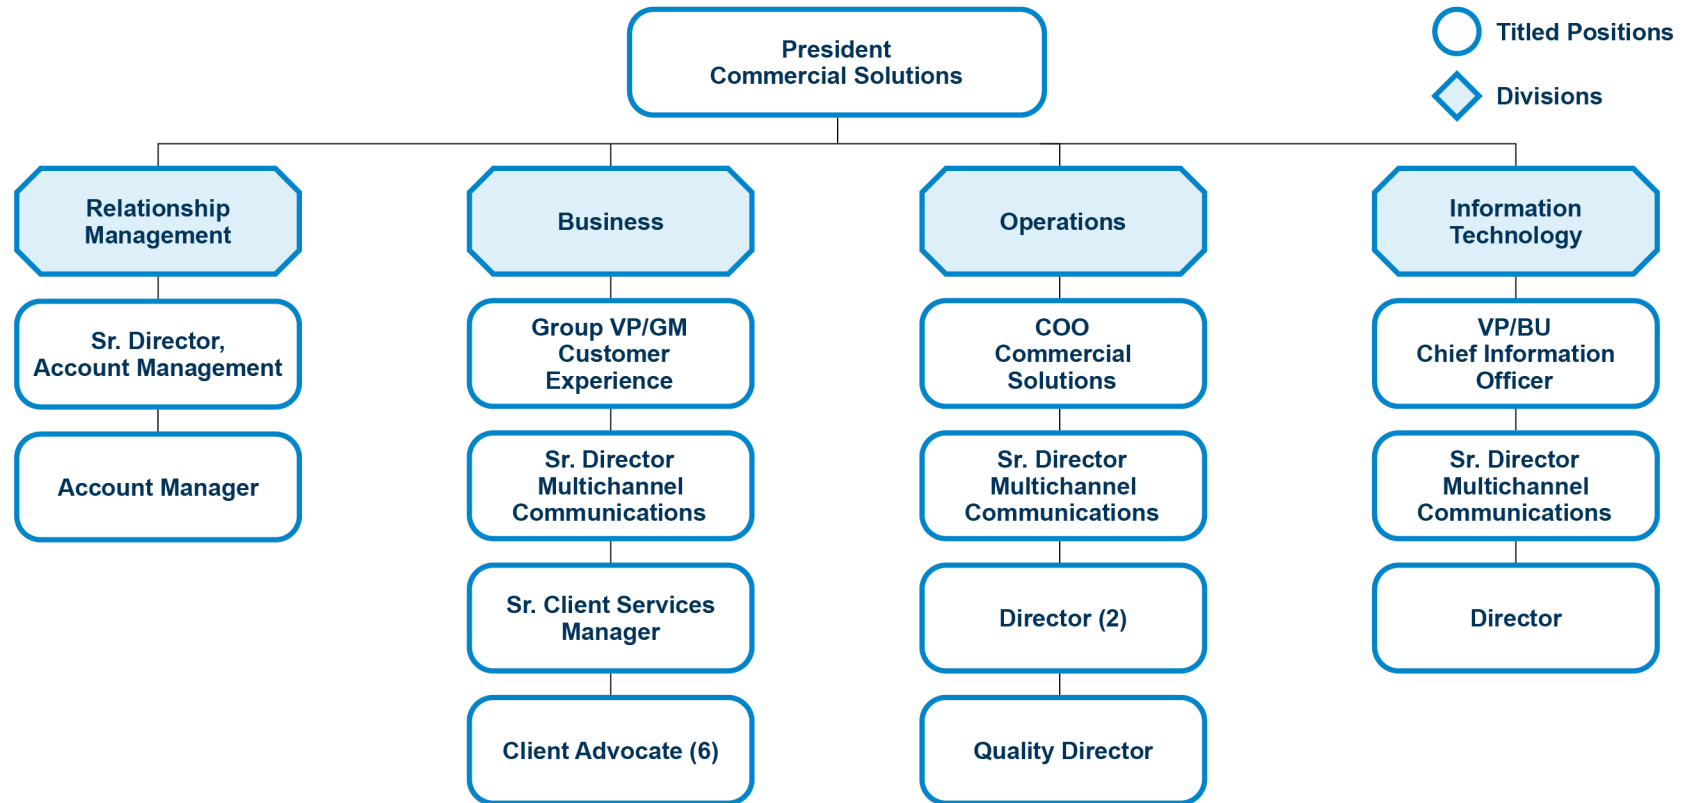 President
Commercial Solutions
Titled Positions
Divisions
Relationship
Management
Business
Operations
Information
Technology
Sr. Director,
Account Management
Group VP/GM
Customer
Experience
COO
Commercial
Solutions
VP/BU
Chief Information
Officer
Account Manager
Sr. Director
Multichannel
Communications
Sr. Director
Multichannel
Communications
Sr. Director
Multichannel
Communications
Sr. Client Services
Manager
Director (2)
Director
Client Advocate (6)
Quality Director